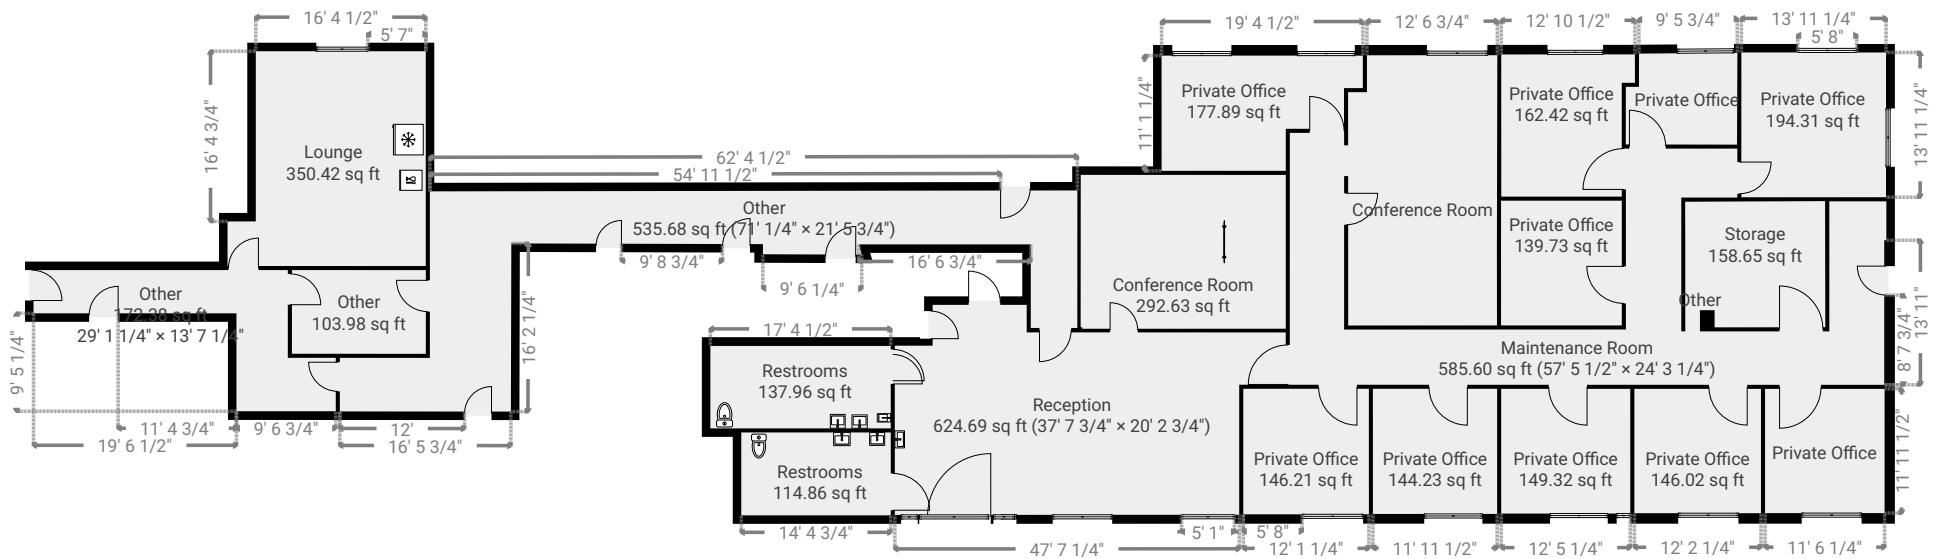 16' 4 1/2"
5' 7"
19' 4 1/2"
12' 6 3/4"
12' 10 1/2"
9' 5 3/4"
13' 11 1/4"
5' 8"
16' 4 3/4"
Lounge
350.42 sq ft
62' 4 1/2"
54' 11 1/2"
11' 1 1/4"
Private Office
177.89 sq ft
Private Office
162.42 sq ft
Private Office
Private Office
194.31 sq ft
13' 11 1/4"
Other
535.68 sq ft (71' 1/4" × 21' 5 3/4")
Conference Room
Private Office
139.73 sq ft
Storage
158.65 sq ft
9' 8 3/4"
16' 6 3/4"
9' 6 1/4"
Conference Room
292.63 sq ft
Other
172.38 sq ft
29' 1 1/4" × 13' 7 1/4"
Other
103.98 sq ft
16' 2 1/4"
Other
13' 11"
8' 7 3/4"
9' 5 1/4"
17' 4 1/2"
Maintenance Room
585.60 sq ft (57' 5 1/2" × 24' 3 1/4")
Restrooms
137.96 sq ft
Reception
624.69 sq ft (37' 7 3/4" × 20' 2 3/4")
11' 4 3/4"
9' 6 3/4"
12'
19' 6 1/2"
16' 5 3/4"
Restrooms
114.86 sq ft
Private Office
146.21 sq ft
Private Office
144.23 sq ft
Private Office
149.32 sq ft
Private Office
146.02 sq ft
Private Office
11' 11 1/2"
14' 4 3/4"
5' 1"
5' 8"
47' 7 1/4"
12' 1 1/4"
11' 11 1/2"
12' 5 1/4"
12' 2 1/4"
11' 6 1/4"